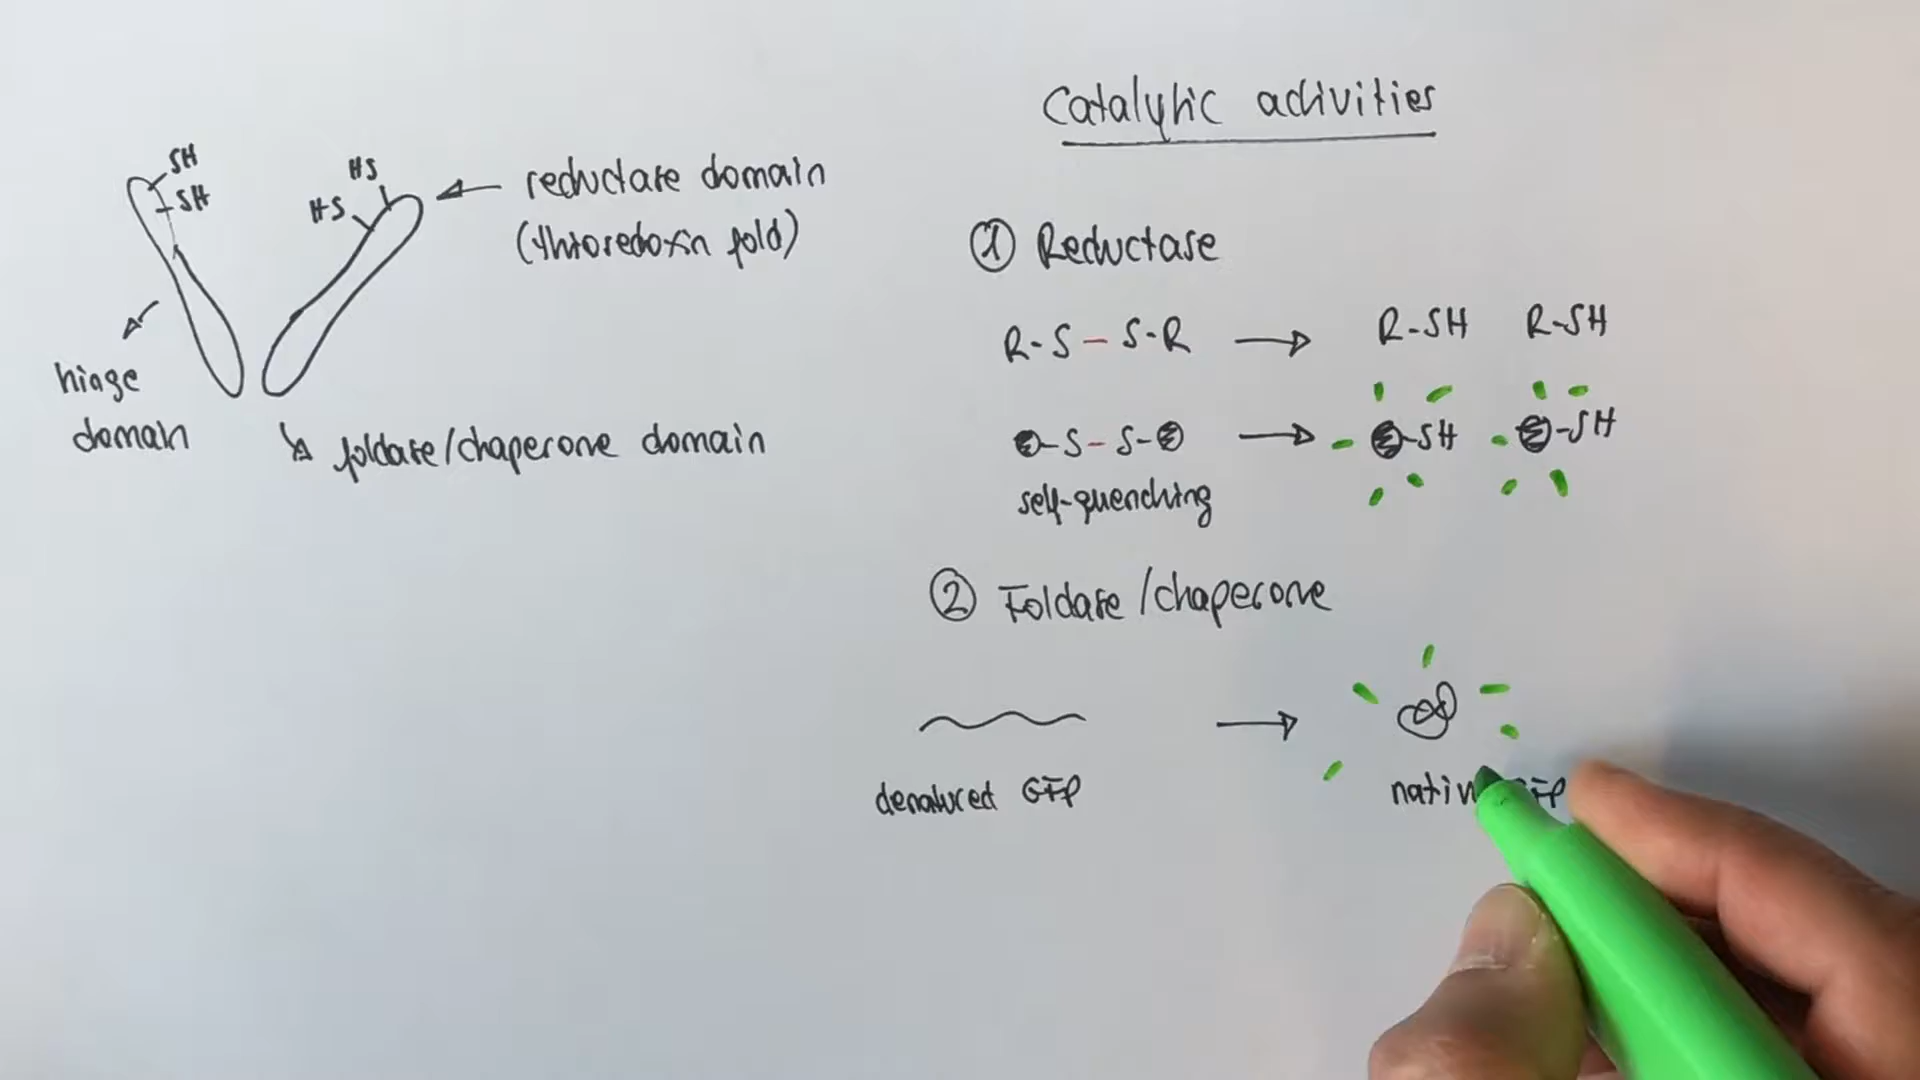 Catalytic activities
SH
SH
HS
HS
reductase domain
(thioredoxin fold)
hinge
domain
foldase/chaperone domain
① Reductase
R-S-S-R → R-SH R-SH
-S-S- → -SH -SH
self-quenching
② Foldase/chaperone
denatured GFP